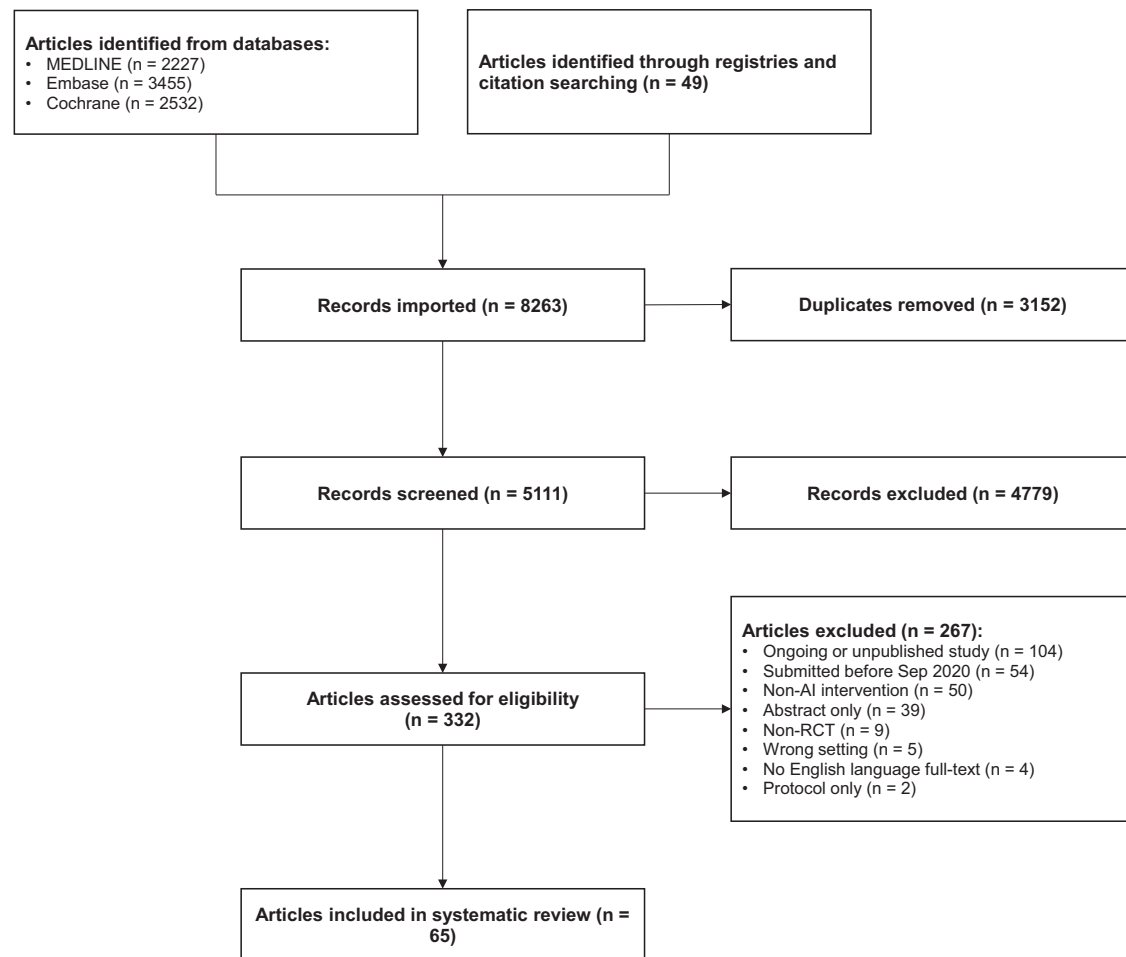 Articles identified from databases:
• MEDLINE (n = 2227)
• Embase (n = 3455)
• Cochrane (n = 2532)
Articles identified through registries and
citation searching (n = 49)
Records imported (n = 8263)
Duplicates removed (n = 3152)
Records screened (n = 5111)
Records excluded (n = 4779)
Articles assessed for eligibility
(n = 332)
Articles excluded (n = 267):
• Ongoing or unpublished study (n = 104)
• Submitted before Sep 2020 (n = 54)
• Non-AI intervention (n = 50)
• Abstract only (n = 39)
• Non-RCT (n = 9)
• Wrong setting (n = 5)
• No English language full-text (n = 4)
• Protocol only (n = 2)
Articles included in systematic review (n =
65)